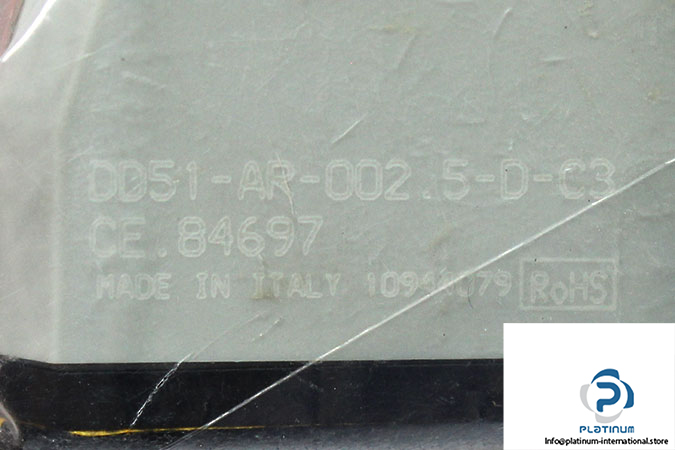 DD51-AR-002.5-D-C3
CE.84697
MADE IN ITALY RoHS
PLATINUM
Info@platinum-international.store